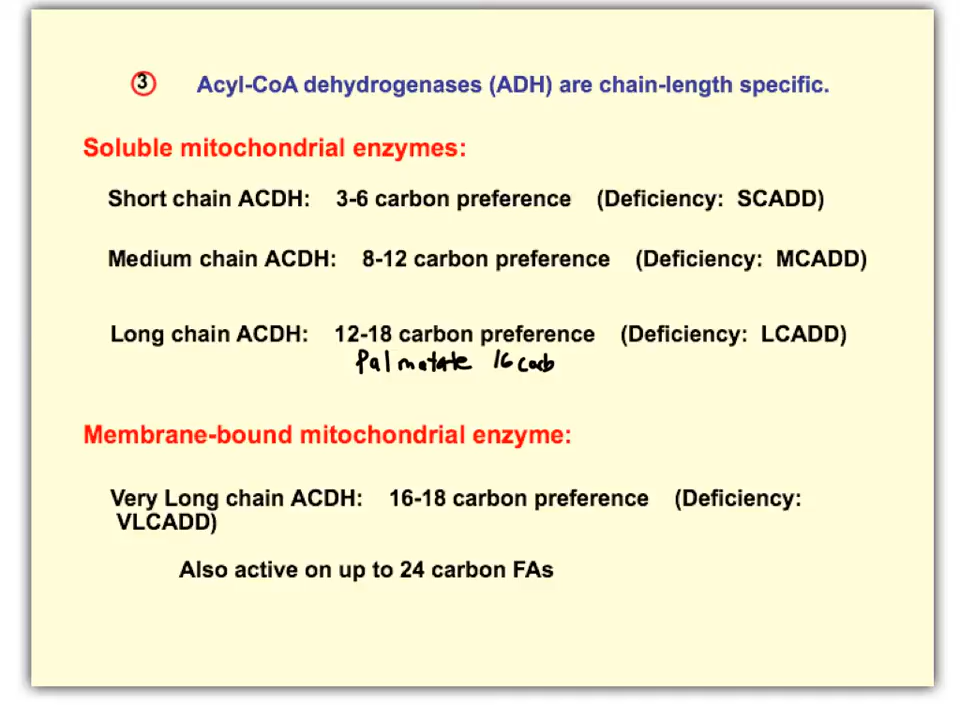 3 Acyl-CoA dehydrogenases (ADH) are chain-length specific.
Soluble mitochondrial enzymes:
Short chain ACDH: 3-6 carbon preference (Deficiency: SCADD)
Medium chain ACDH: 8-12 carbon preference (Deficiency: MCADD)
Long chain ACDH: 12-18 carbon preference (Deficiency: LCADD)
Palmatate 16 carb
Membrane-bound mitochondrial enzyme:
Very Long chain ACDH: 16-18 carbon preference (Deficiency:
VLCADD)
Also active on up to 24 carbon FAs